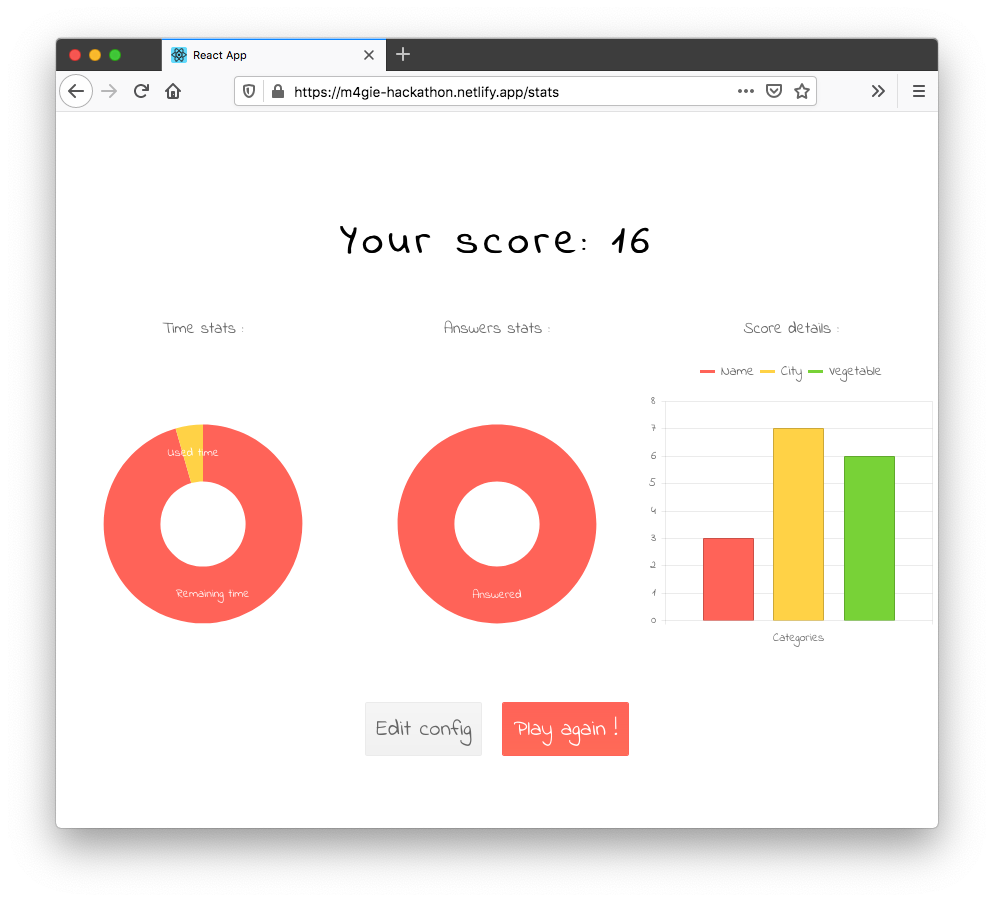 React App
https://m4gie-hackathon.netlify.app/stats
Your score: 16
Time stats :
Used time
Remaining time
Answers stats :
Answered
Score details :
Name City vegetable
8
7
6
5
4
3
2
1
0
Categories
Edit config
Play again !